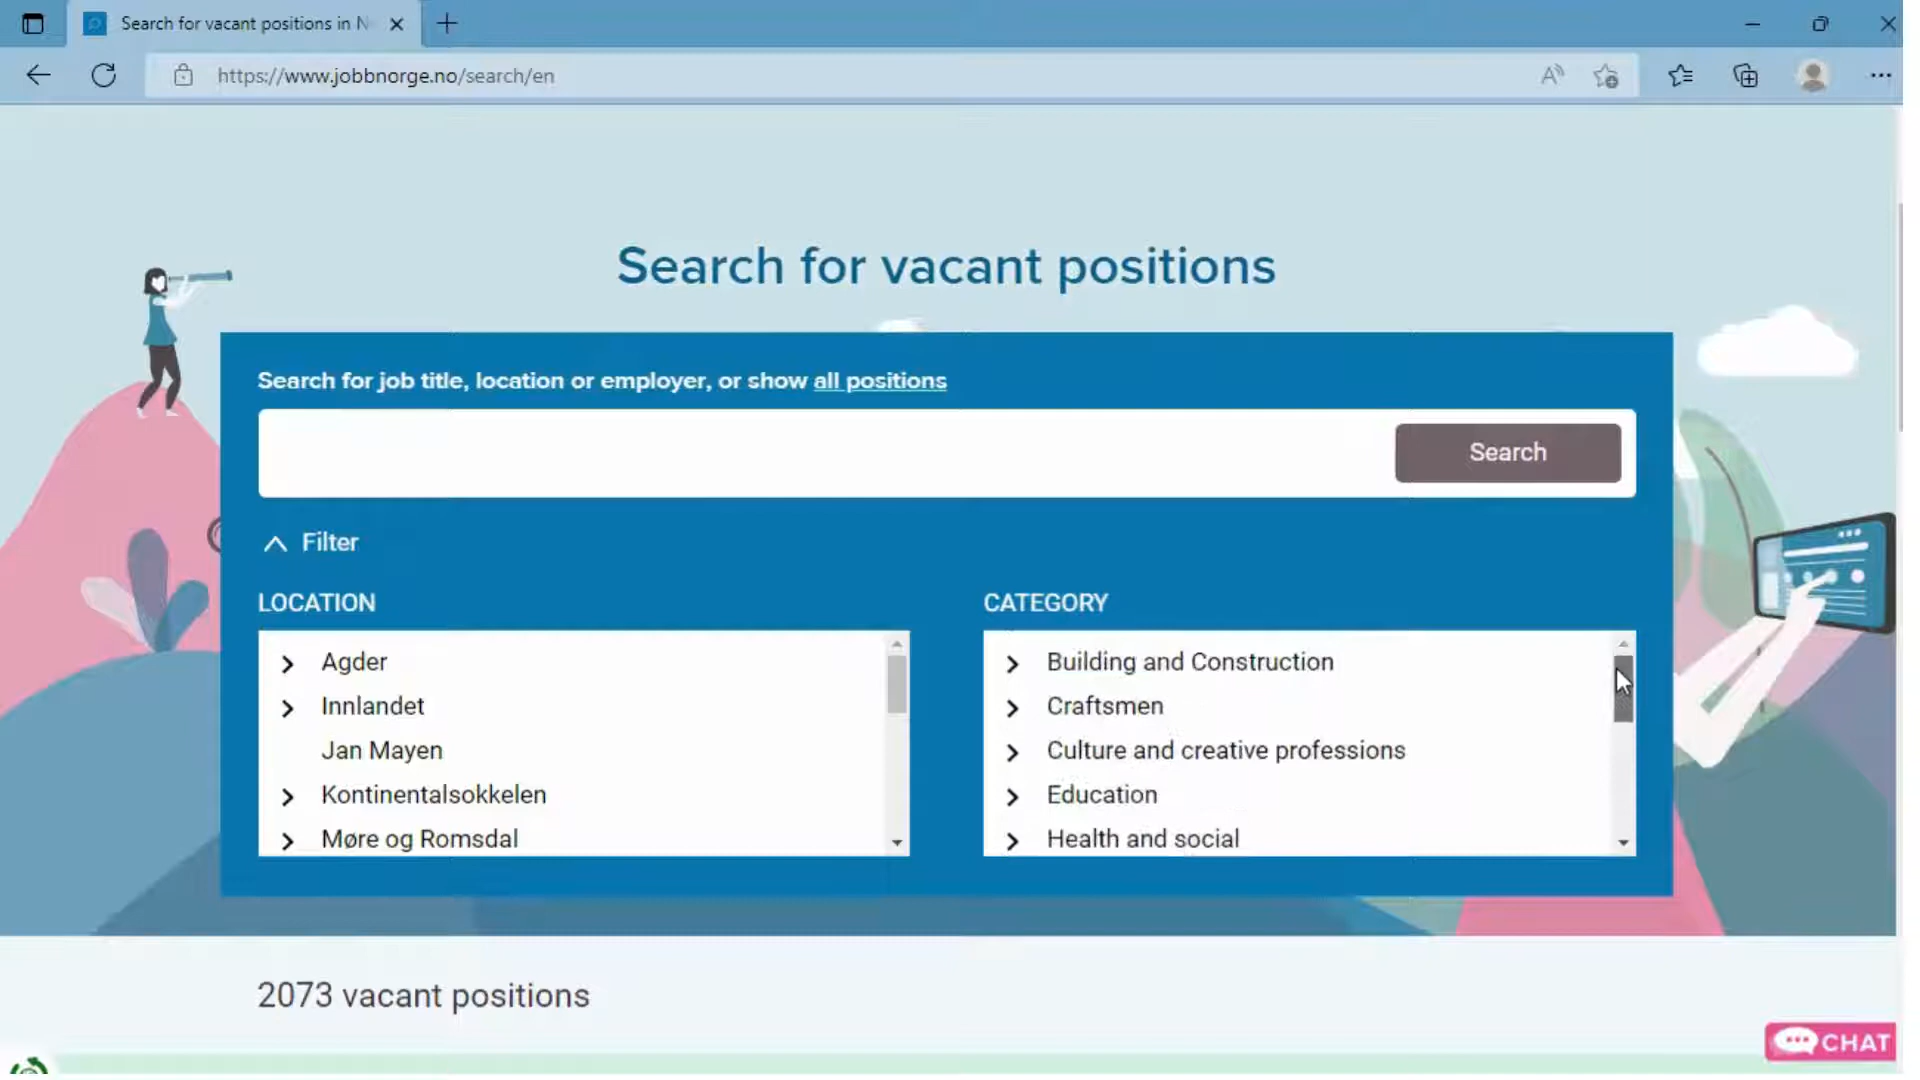 Search for vacant positions in N
https://www.jobbnorge.no/search/en
Search for vacant positions
Search for job title, location or employer, or show all positions
Search
Filter
LOCATION
CATEGORY
Agder
Innlandet
Jan Mayen
Kontinentalsokkelen
Møre og Romsdal
Building and Construction
Craftsmen
Culture and creative professions
Education
Health and social
2073 vacant positions
CHAT